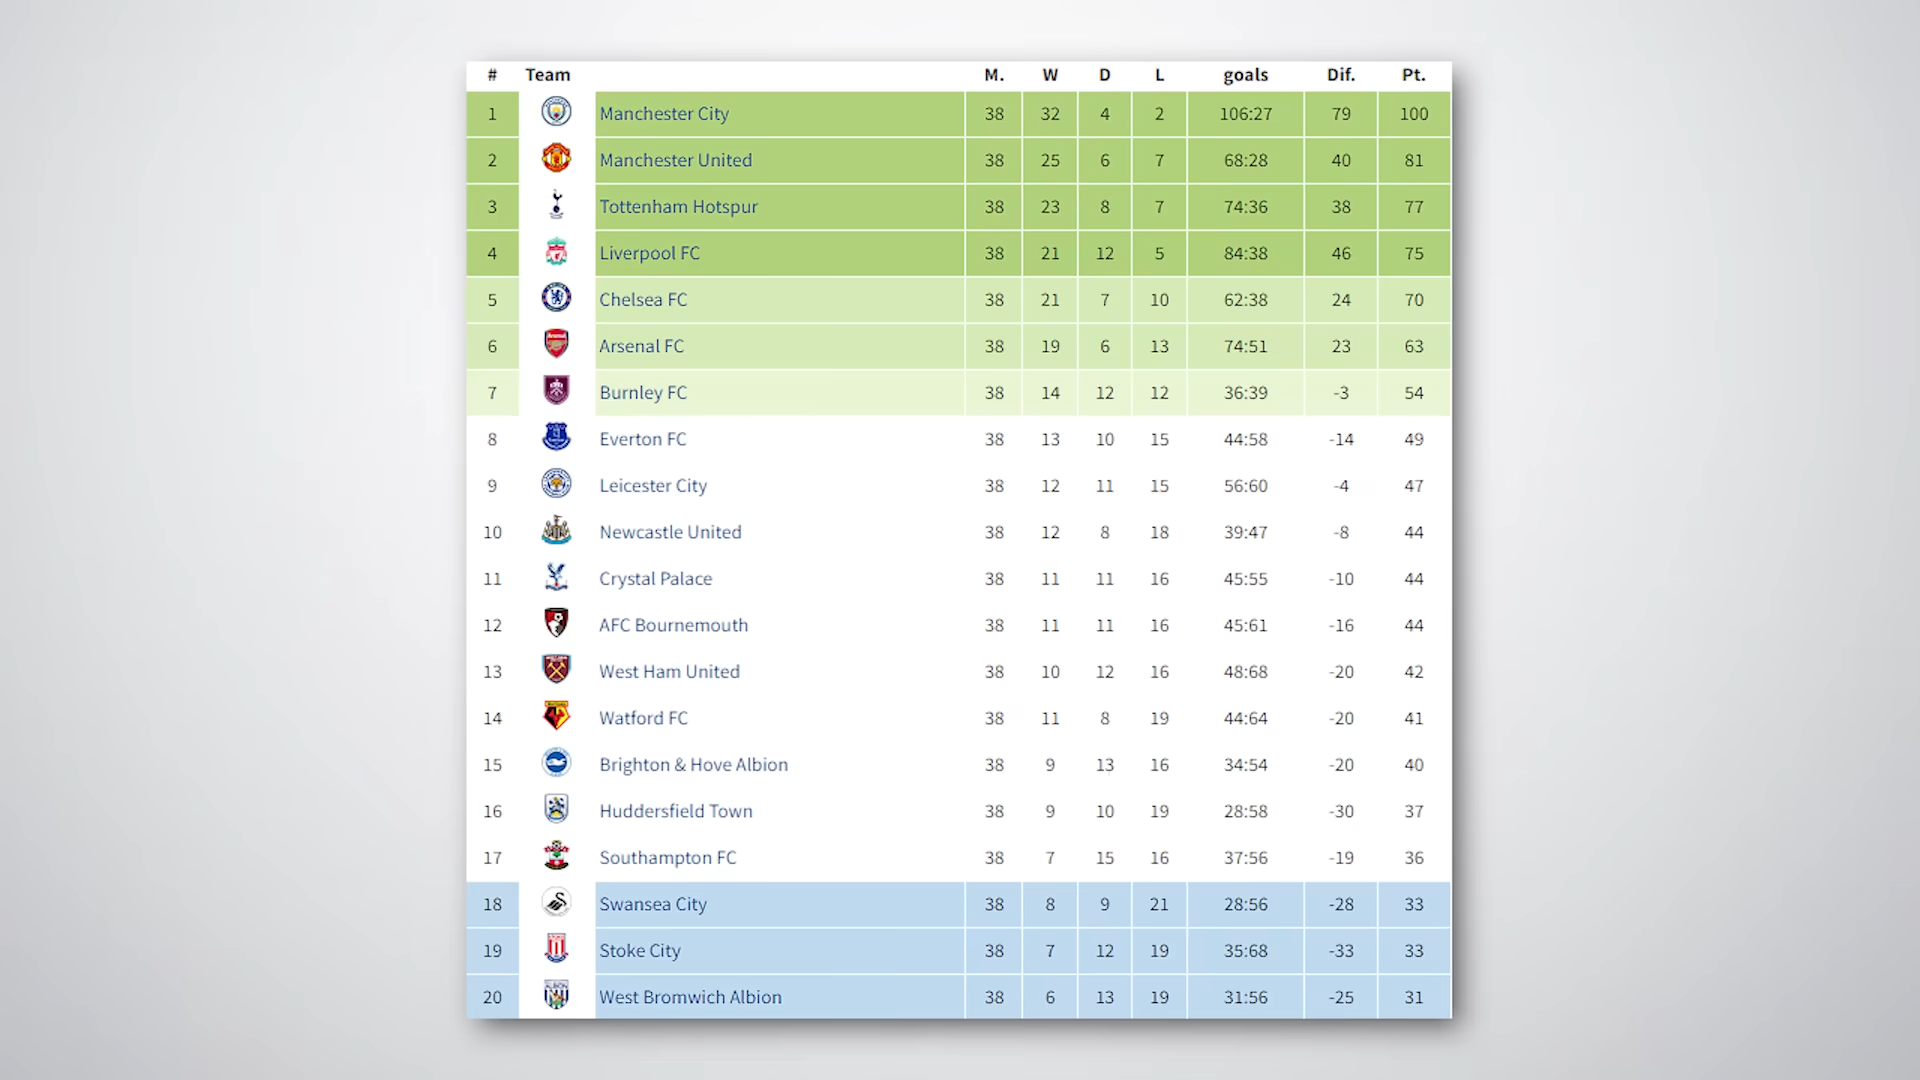 # Team M. W D L goals Dif. Pt.
1 Manchester City 38 32 4 2 106:27 79 100
2 Manchester United 38 25 6 7 68:28 40 81
3 Tottenham Hotspur 38 23 8 7 74:36 38 77
4 Liverpool FC 38 21 12 5 84:38 46 75
5 Chelsea FC 38 21 7 10 62:38 24 70
6 Arsenal FC 38 19 6 13 74:51 23 63
7 Burnley FC 38 14 12 12 36:39 -3 54
8 Everton FC 38 13 10 15 44:58 -14 49
9 Leicester City 38 12 11 15 56:60 -4 47
10 Newcastle United 38 12 8 18 39:47 -8 44
11 Crystal Palace 38 11 11 16 45:55 -10 44
12 AFC Bournemouth 38 11 11 16 45:61 -16 44
13 West Ham United 38 10 12 16 48:68 -20 42
14 Watford FC 38 11 8 19 44:64 -20 41
15 Brighton & Hove Albion 38 9 13 16 34:54 -20 40
16 Huddersfield Town 38 9 10 19 28:58 -30 37
17 Southampton FC 38 7 15 16 37:56 -19 36
18 Swansea City 38 8 9 21 28:56 -28 33
19 Stoke City 38 7 12 19 35:68 -33 33
20 West Bromwich Albion 38 6 13 19 31:56 -25 31